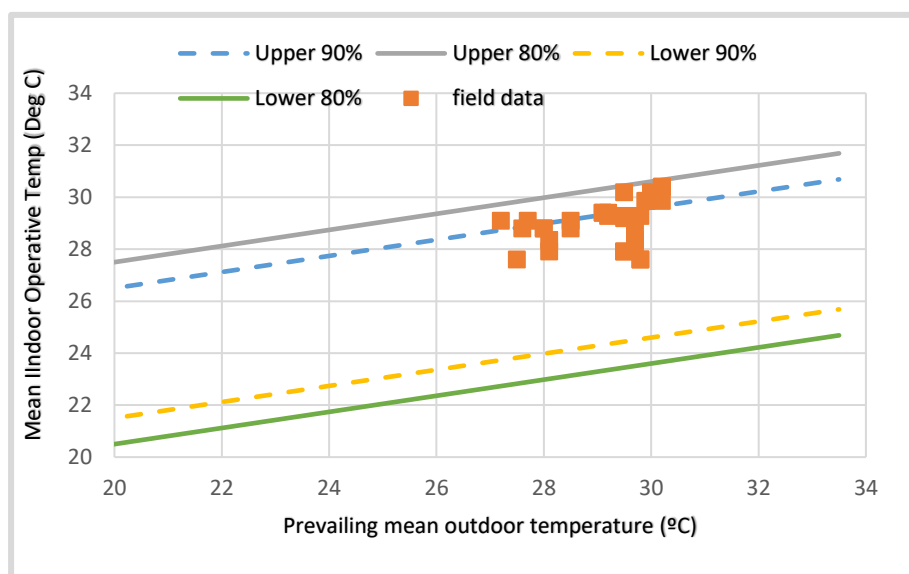 Upper 90% Upper 80% Lower 90%
Lower 80% field data
Mean IIndoor Operative Temp (Deg C)
34
32
30
28
26
24
22
20
20 22 24 26 28 30 32 34
Prevailing mean outdoor temperature (ºC)